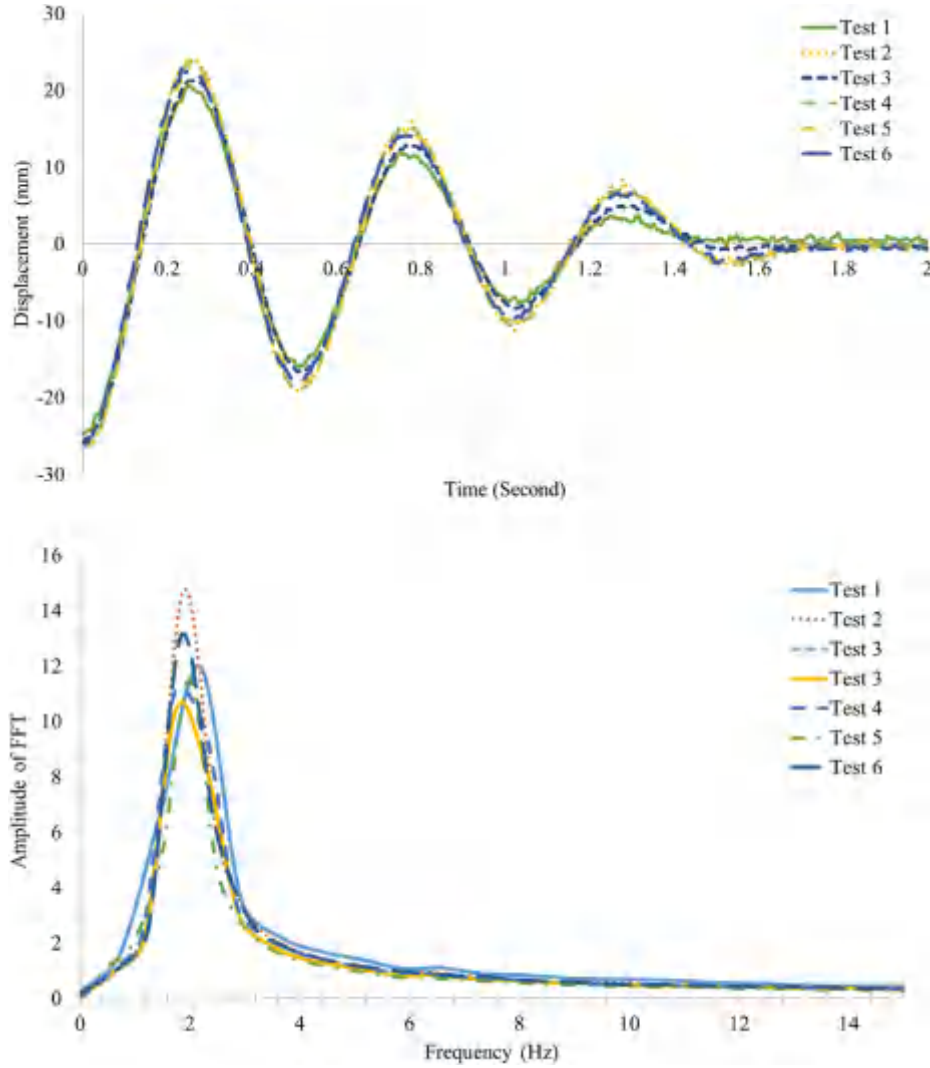 30
20
10
0
-10
-20
-30
Displacement (mm)
0 0.2 0.4 0.6 0.8 1 1.2 1.4 1.6 1.8 2
Time (Second)
Test 1
Test 2
Test 3
Test 4
Test 5
Test 6
16
14
12
10
8
6
4
2
0
Amplitude of FFT
0 2 4 6 8 10 12 14
Frequency (Hz)
Test 1
Test 2
Test 3
Test 3
Test 4
Test 5
Test 6